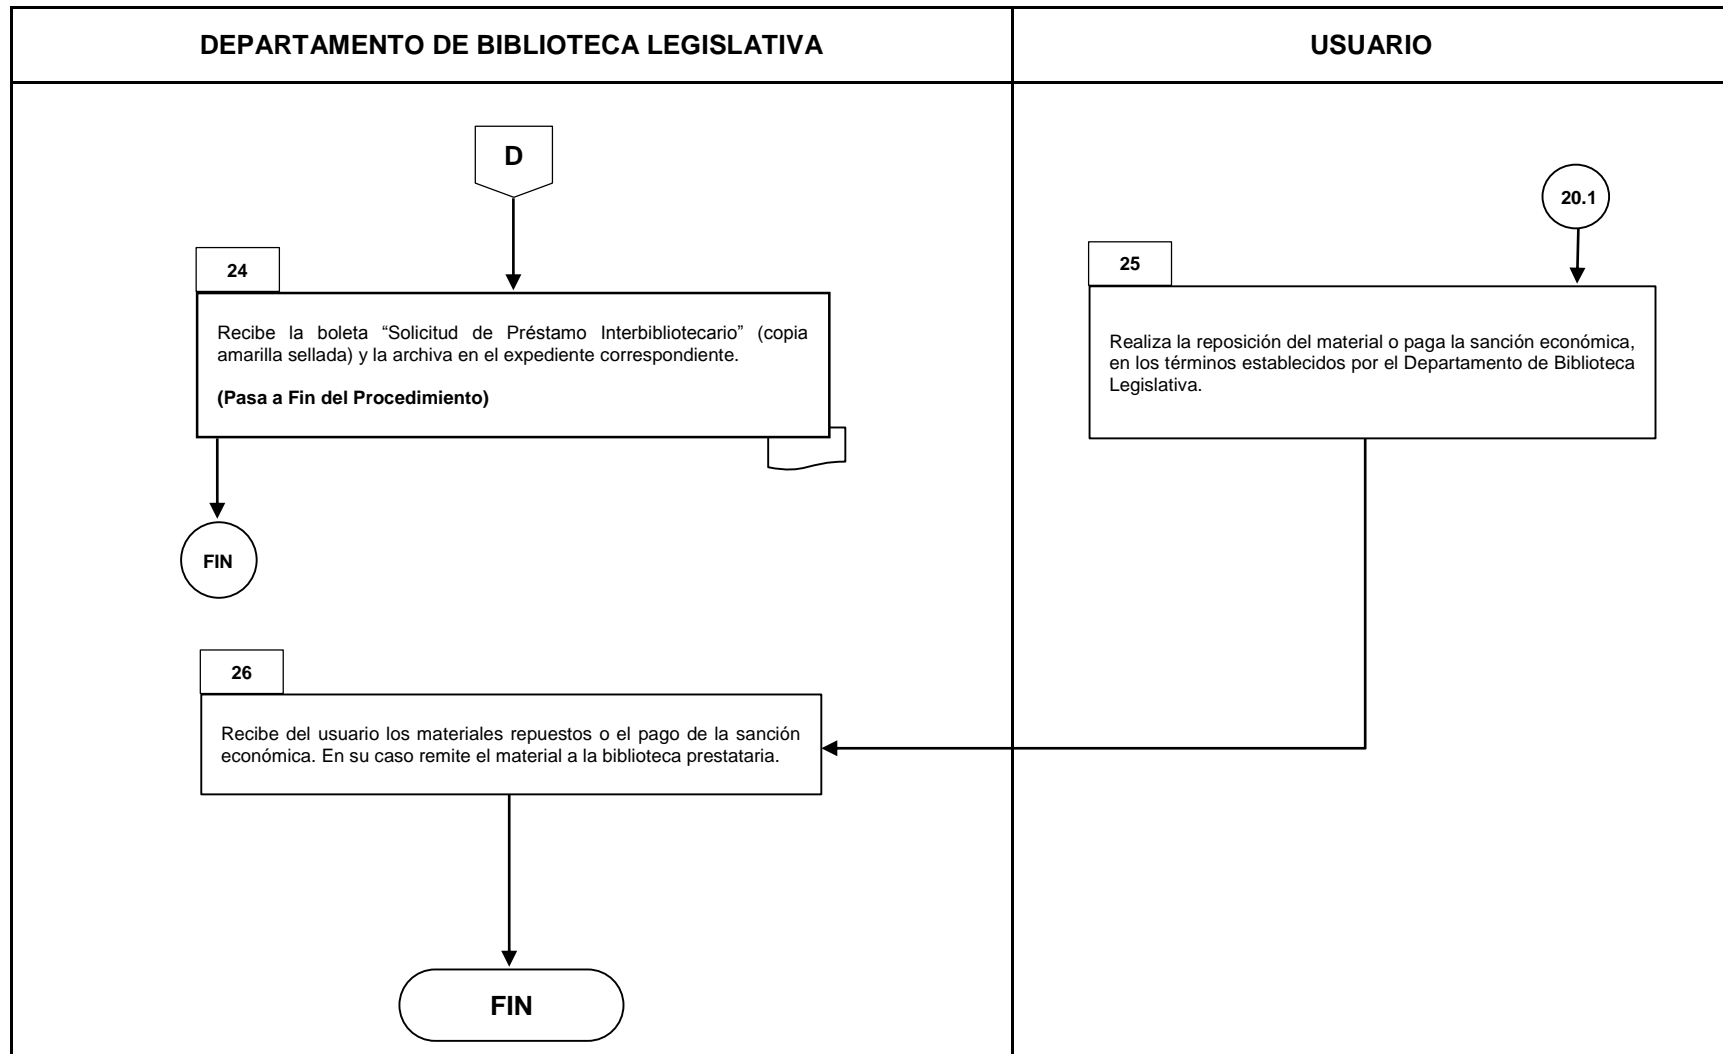 DEPARTAMENTO DE BIBLIOTECA LEGISLATIVA
USUARIO
D
20.1
24
Recibe la boleta “Solicitud de Préstamo Interbibliotecario” (copia
amarilla sellada) y la archiva en el expediente correspondiente.
(Pasa a Fin del Procedimiento)
25
Realiza la reposición del material o paga la sanción económica,
en los términos establecidos por el Departamento de Biblioteca
Legislativa.
FIN
26
Recibe del usuario los materiales repuestos o el pago de la sanción
económica. En su caso remite el material a la biblioteca prestataria.
FIN